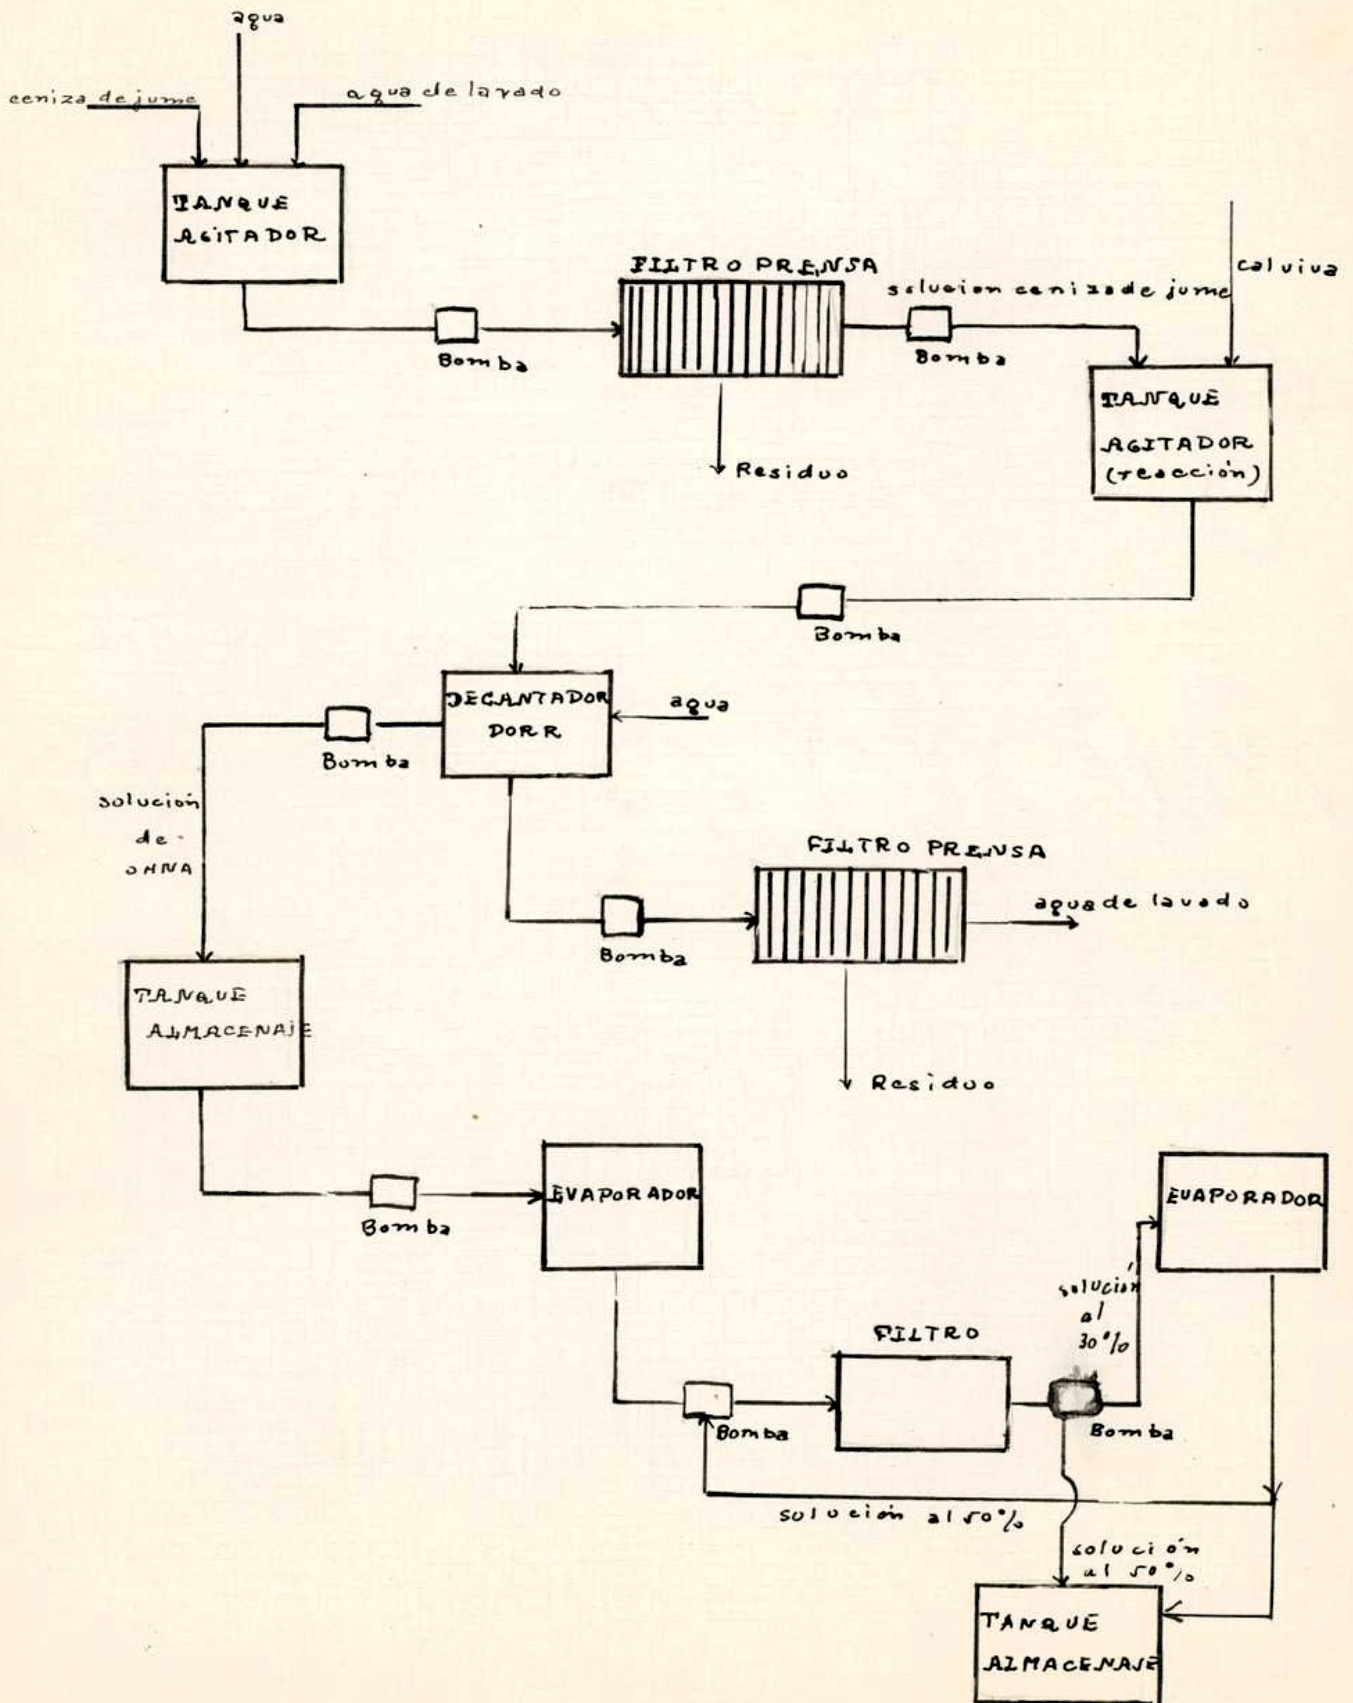 agua
ceniza de jume
agua de lavado
TANQUE
AGITADOR
FILTRO PRENSA
solucion ceniza de jume
cal viva
Bomba
Bomba
TANQUE
AGITADOR
(reacción)
Residuo
Bomba
DECANTADOR
DORR
agua
Bomba
solución
de
OHNA
FILTRO PRENSA
agua de lavado
Bomba
TANQUE
ALMACENAJE
Residuo
EVAPORADOR
EVAPORADOR
Bomba
solución
al
30%
FILTRO
Bomba
Bomba
solución al 50%
solución
al 50%
TANQUE
ALMACENAJE